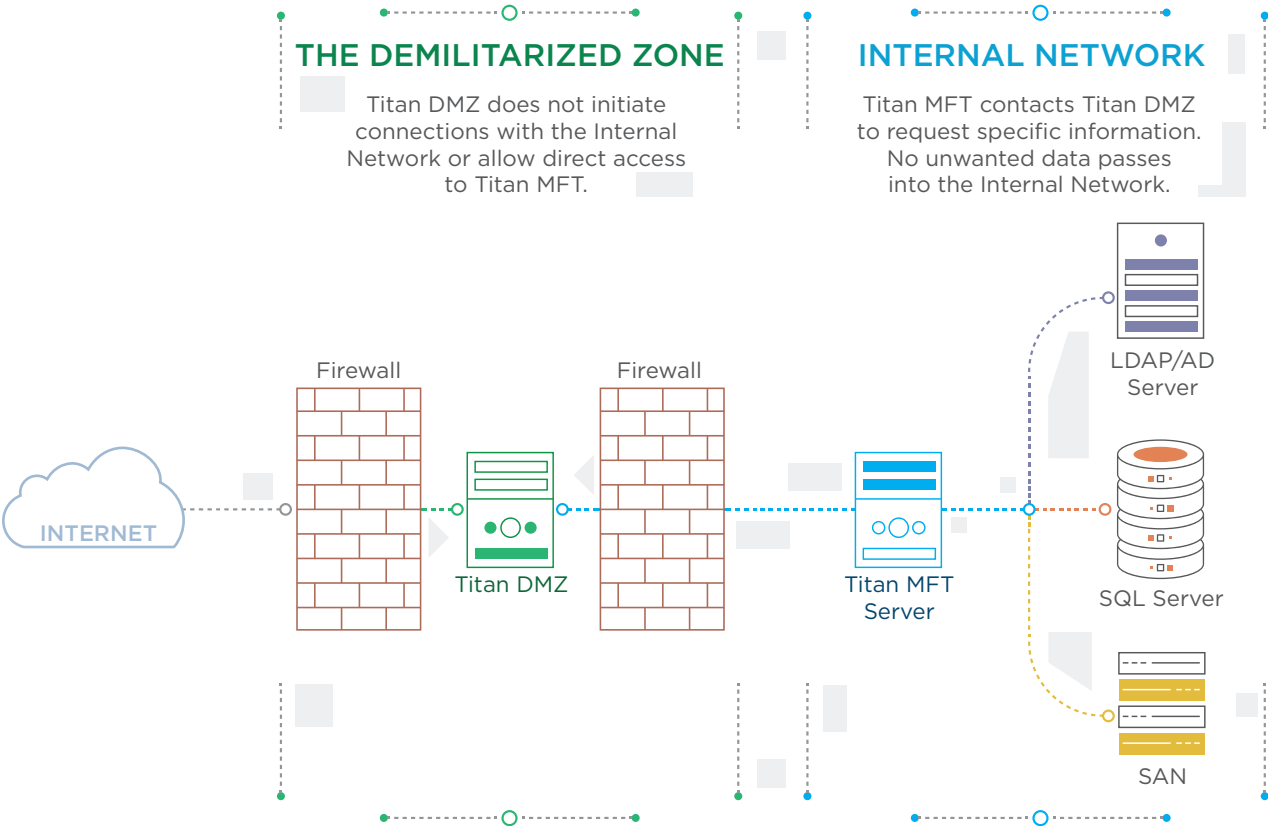 THE DEMILITARIZED ZONE
Titan DMZ does not initiate
connections with the Internal
Network or allow direct access
to Titan MFT.
INTERNAL NETWORK
Titan MFT contacts Titan DMZ
to request specific information.
No unwanted data passes
into the Internal Network.
INTERNET
Firewall
Titan DMZ
Firewall
Titan MFT
Server
LDAP/AD
Server
SQL Server
SAN